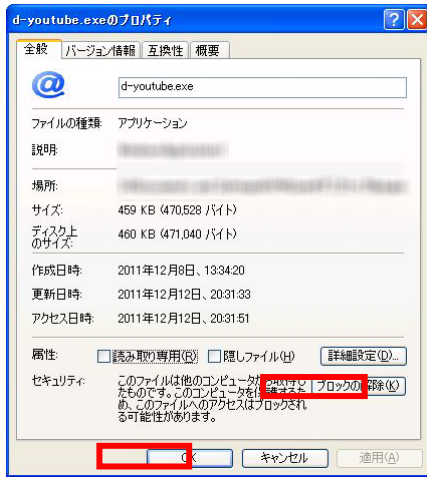 d-youtube.exeのプロパティ
全般 バージョン情報 互換性 概要
d-youtube.exe
ファイルの種類: アプリケーション
説明:
場所:
サイズ: 459 KB (470,528 バイト)
ディスク上
のサイズ: 460 KB (471,040 バイト)
作成日時: 2011年12月8日、13:34:20
更新日時: 2011年12月12日、20:31:33
アクセス日時: 2011年12月12日、20:31:51
属性: 読み取り専用(R) 隠しファイル(H) 詳細設定(D)...
セキュリティ: このファイルは他のコンピュータから取得し ブロックの解除(K)
たものです。このコンピュータを保護するた
め、このファイルへのアクセスはブロックされ
る可能性があります。
OK キャンセル 適用(A)